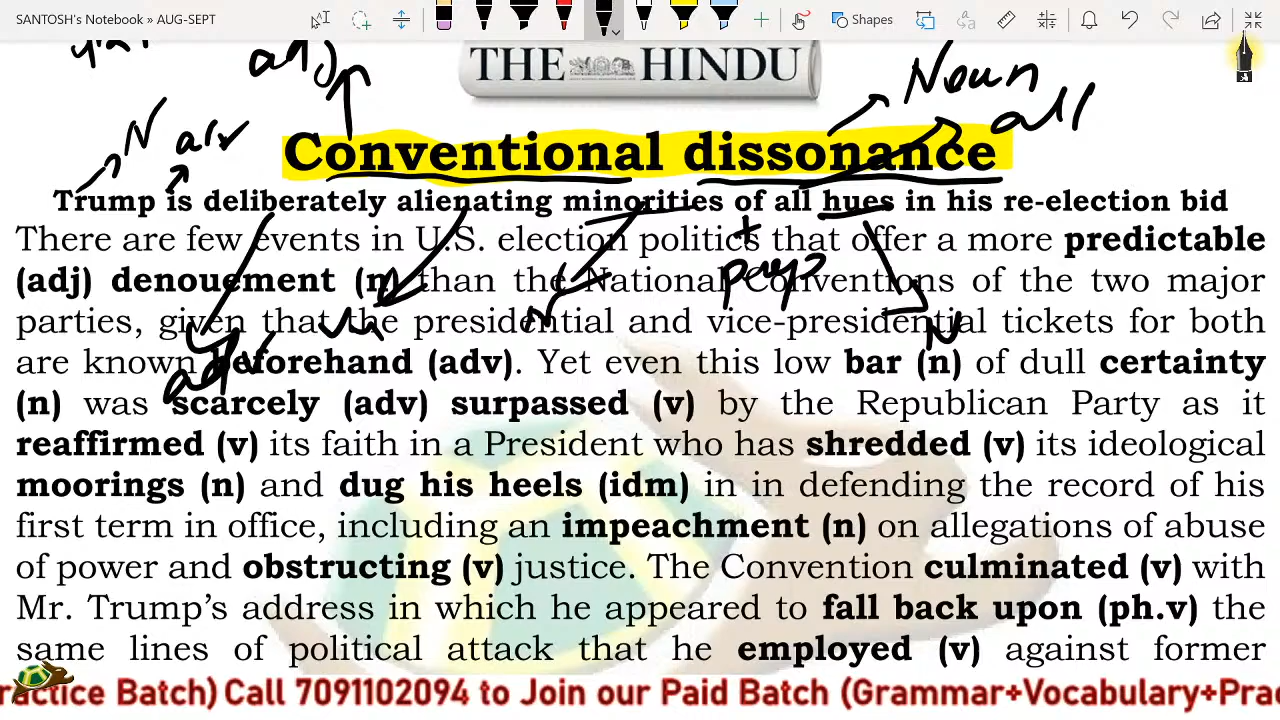 SANTOSH's Notebook » AUG-SEPT
Shapes
adj
THE HINDU
Noun
N
all
Conventional dissonance
Trump is deliberately alienating minorities of all hues in his re-election bid
There are few events in U.S. election politics that offer a more predictable
(adj) denouement (n) than the National Conventions of the two major
parties, given that the presidential and vice-presidential tickets for both
N
N
adv
are known beforehand (adv). Yet even this low bar (n) of dull certainty
(n) was scarcely (adv) surpassed (v) by the Republican Party as it
reaffirmed (v) its faith in a President who has shredded (v) its ideological
moorings (n) and dug his heels (idm) in in defending the record of his
first term in office, including an impeachment (n) on allegations of abuse
of power and obstructing (v) justice. The Convention culminated (v) with
Mr. Trump’s address in which he appeared to fall back upon (ph.v) the
same lines of political attack that he employed (v) against former
ractice Batch) Call 7091102094 to Join our Paid Batch (Grammar+Vocabulary+Prac